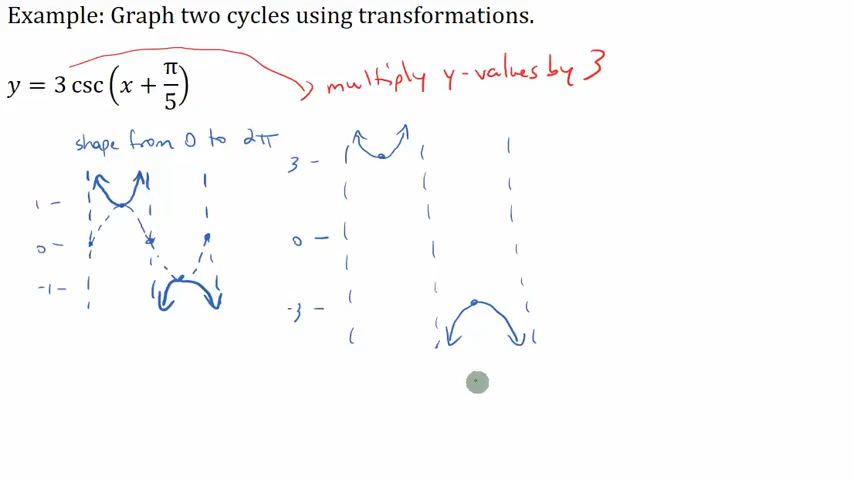 Example: Graph two cycles using transformations.
y = 3 csc(x + π/5)
multiply y-values by 3
shape from 0 to 2π
1
0
-1
3
0
-3